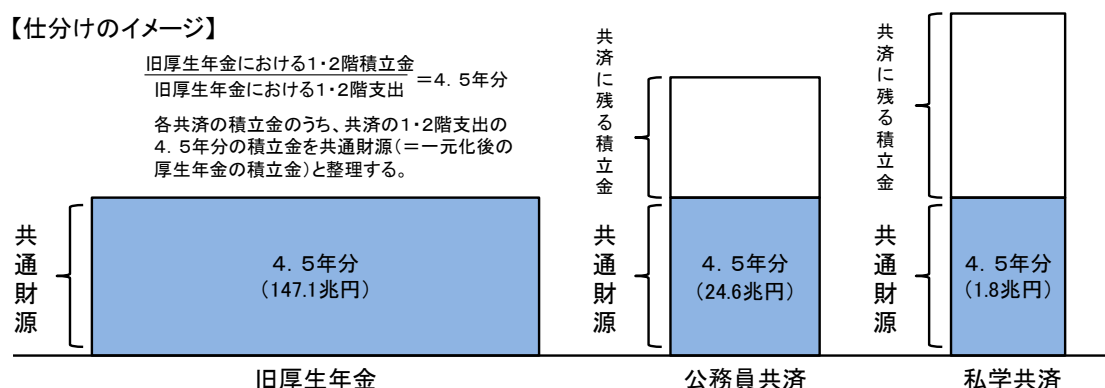 【仕分けのイメージ】
旧厚生年金における1・2階積立金
旧厚生年金における1・2階支出
＝4．5年分
各共済の積立金のうち、共済の1・2階支出の
4．5年分の積立金を共通財源（＝一元化後の
厚生年金の積立金）と整理する。
共通財源
4．5年分
（147.1兆円）
旧厚生年金
共済に残る積立金
共通財源
4．5年分
（24.6兆円）
公務員共済
共済に残る積立金
共通財源
4．5年分
（1.8兆円）
私学共済